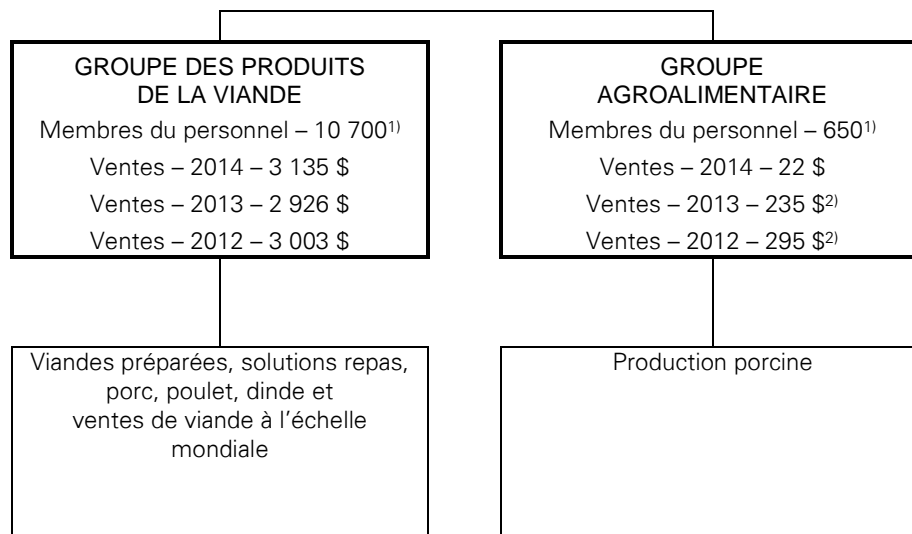 GROUPE DES PRODUITS
DE LA VIANDE
Membres du personnel – 10 700¹⁾
Ventes – 2014 – 3 135 $
Ventes – 2013 – 2 926 $
Ventes – 2012 – 3 003 $
GROUPE
AGROALIMENTAIRE
Membres du personnel – 650¹⁾
Ventes – 2014 – 22 $
Ventes – 2013 – 235 $²⁾
Ventes – 2012 – 295 $²⁾
Viandes préparées, solutions repas,
porc, poulet, dinde et
ventes de viande à l’échelle
mondiale
Production porcine